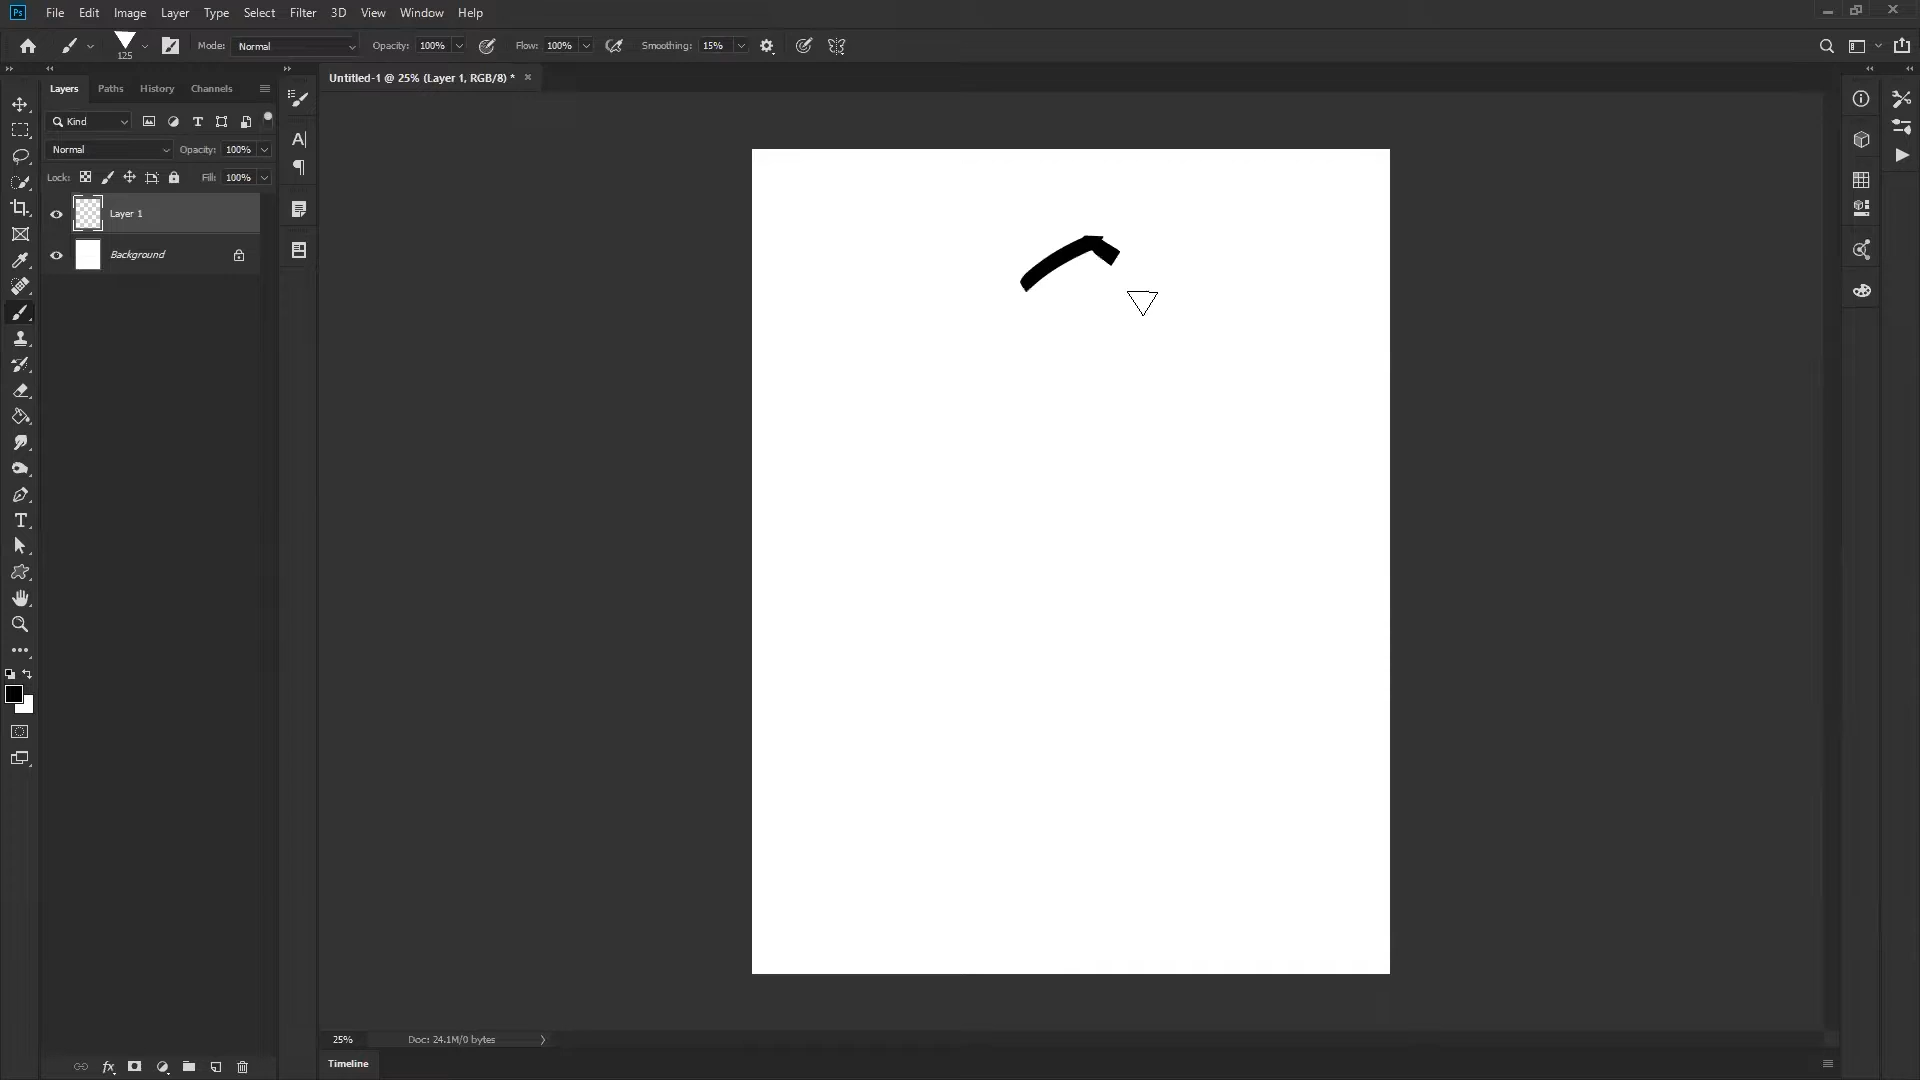 Ps File Edit Image Layer Type Select Filter 3D View Window Help
125 Mode: Normal Opacity: 100% Flow: 100% Smoothing: 15%
Untitled-1 @ 25% (Layer 1, RGB/8) *
Layers Paths History Channels
Kind
Normal Opacity: 100%
Lock: Fill: 100%
Layer 1
Background
25% Doc: 24.1M/0 bytes
Timeline